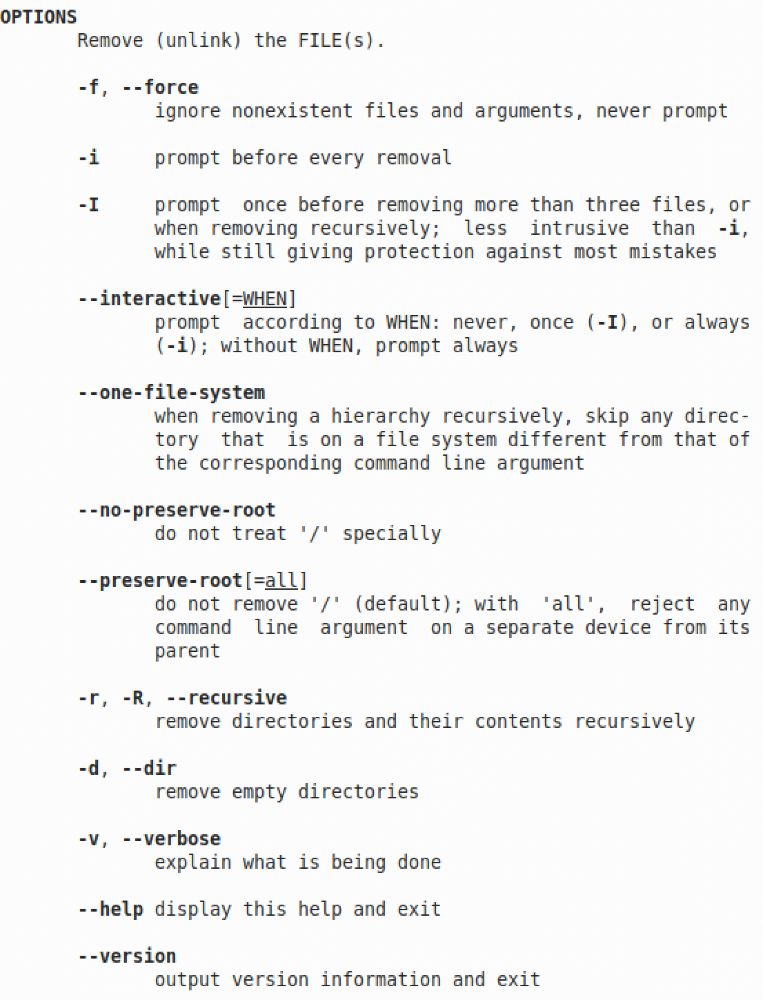 OPTIONS
Remove (unlink) the FILE(s).
-f, --force
ignore nonexistent files and arguments, never prompt
-i prompt before every removal
-I prompt once before removing more than three files, or
when removing recursively; less intrusive than -i,
while still giving protection against most mistakes
--interactive[=WHEN]
prompt according to WHEN: never, once (-I), or always
(-i); without WHEN, prompt always
--one-file-system
when removing a hierarchy recursively, skip any direc-
tory that is on a file system different from that of
the corresponding command line argument
--no-preserve-root
do not treat '/' specially
--preserve-root[=all]
do not remove '/' (default); with 'all', reject any
command line argument on a separate device from its
parent
-r, -R, --recursive
remove directories and their contents recursively
-d, --dir
remove empty directories
-v, --verbose
explain what is being done
--help display this help and exit
--version
output version information and exit